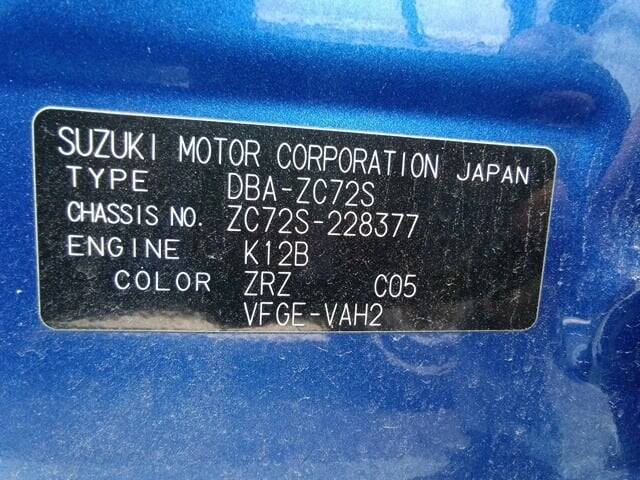 SUZUKI MOTOR CORPORATION JAPAN
TYPE DBA-ZC72S
CHASSIS NO. ZC72S-228377
ENGINE K12B
COLOR ZRZ C05
VFGE-VAH2